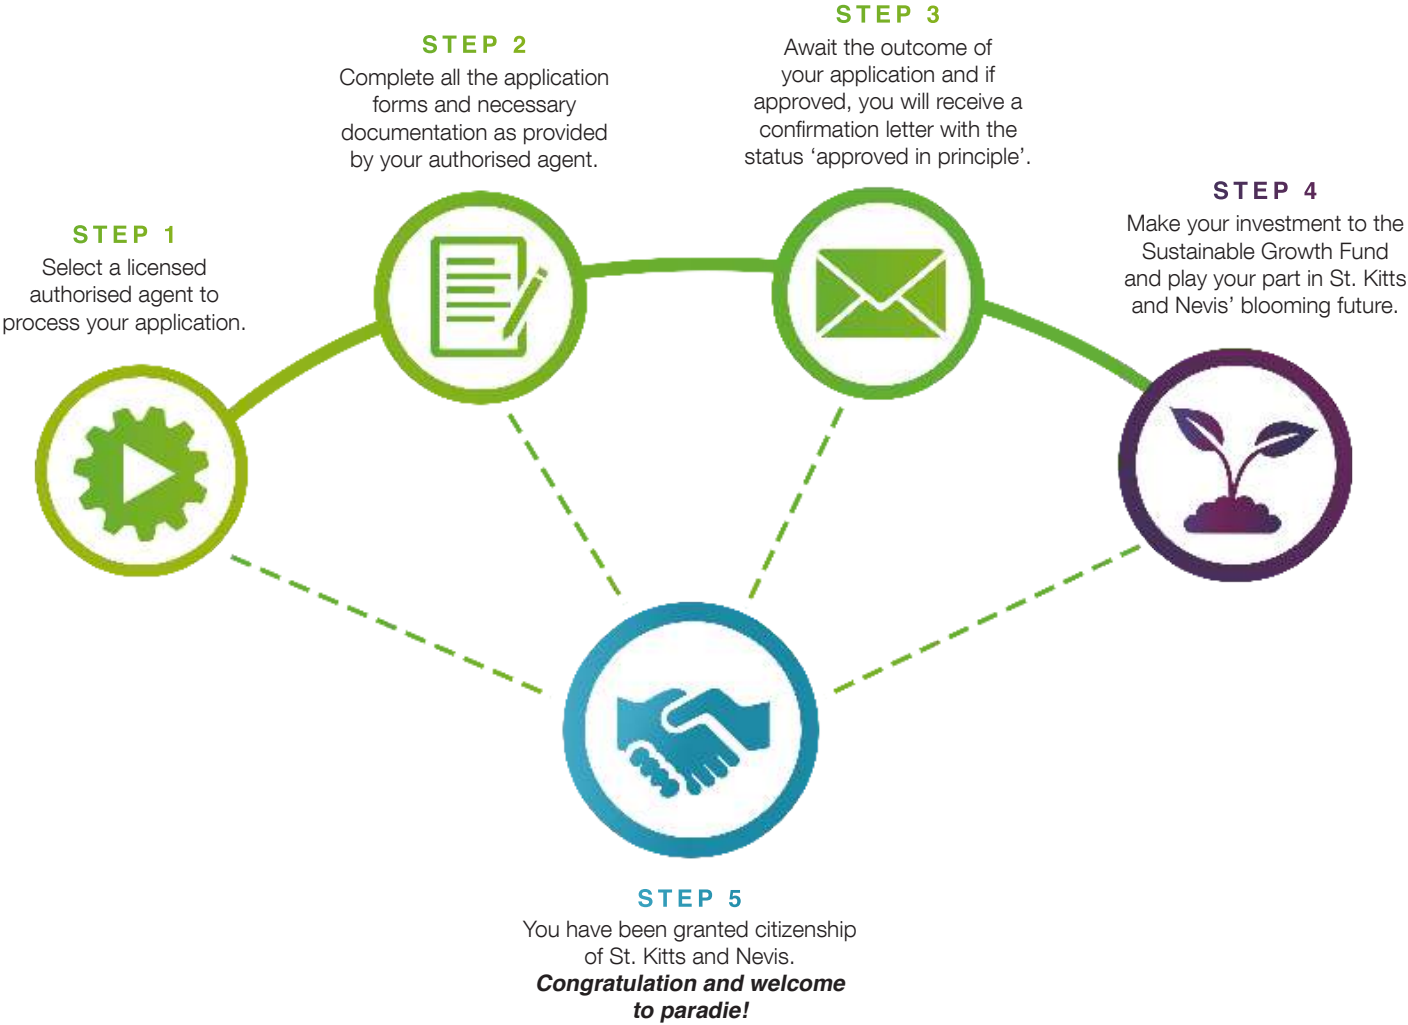 STEP 1
Select a licensed
authorised agent to
process your application.
STEP 2
Complete all the application
forms and necessary
documentation as provided
by your authorised agent.
STEP 3
Await the outcome of
your application and if
approved, you will receive a
confirmation letter with the
status ‘approved in principle’.
STEP 4
Make your investment to the
Sustainable Growth Fund
and play your part in St. Kitts
and Nevis’ blooming future.
STEP 5
You have been granted citizenship
of St. Kitts and Nevis.
Congratulation and welcome
to paradie!